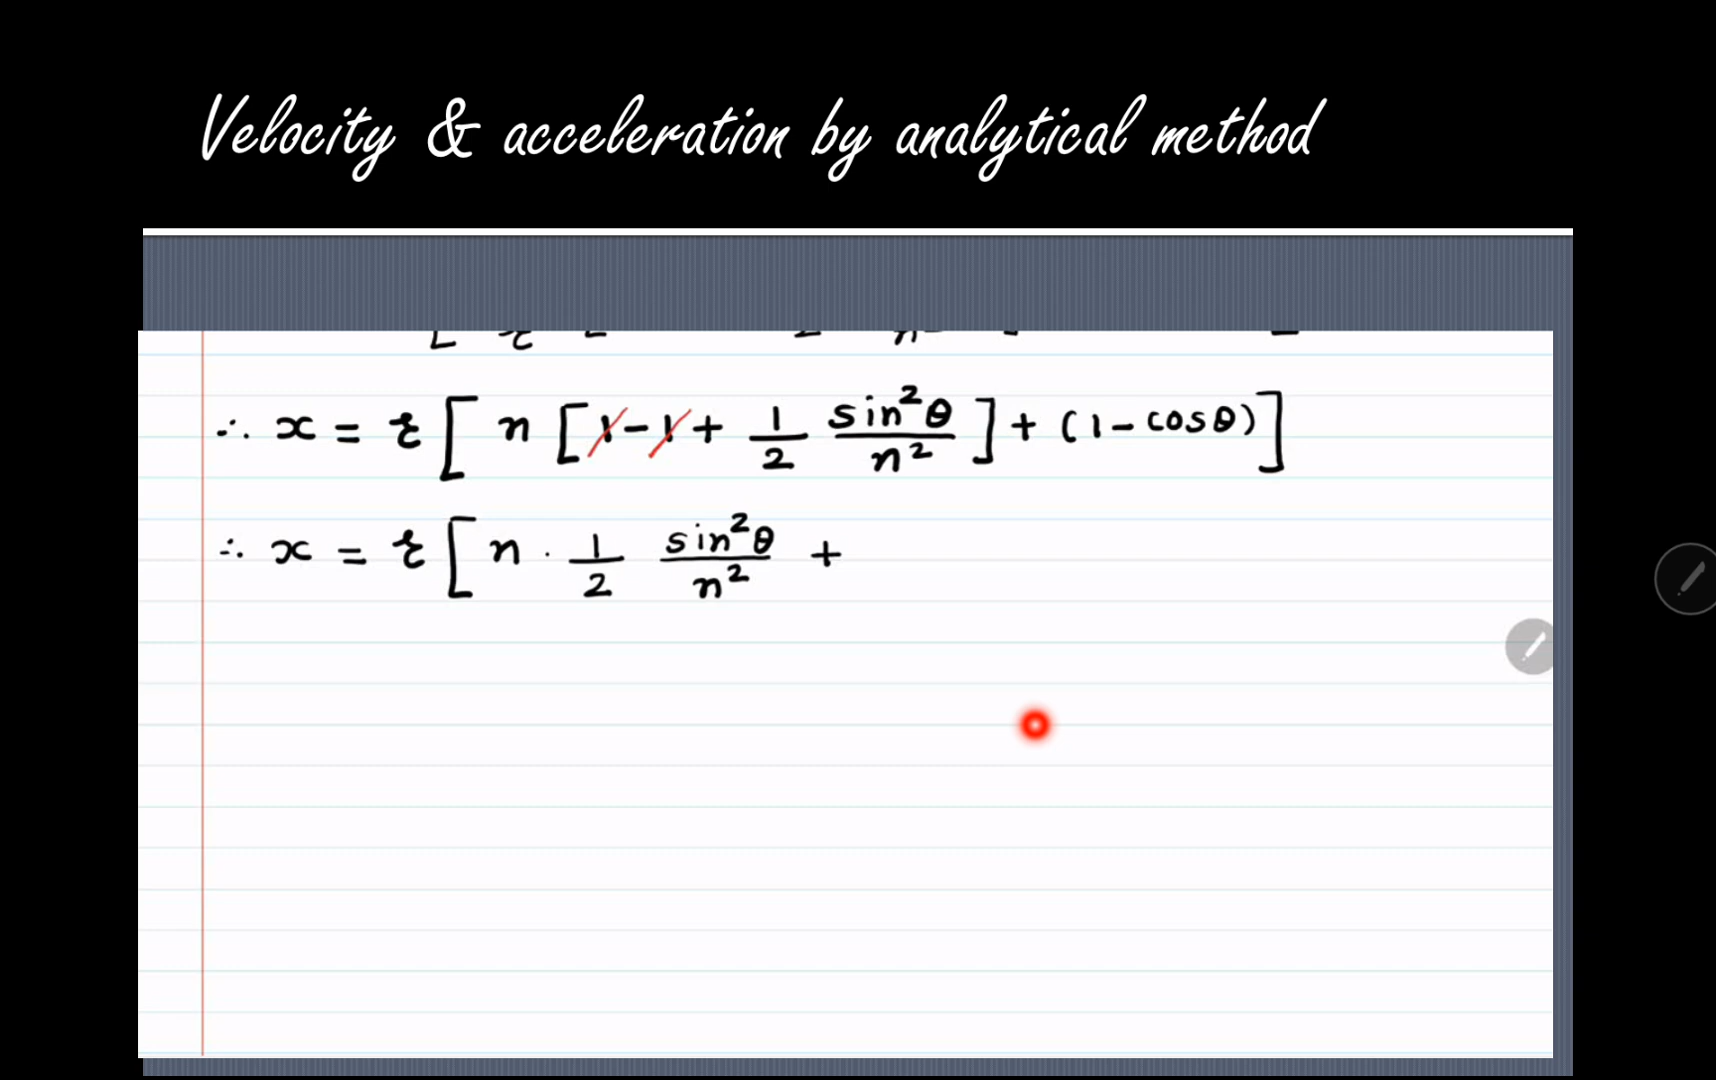 Velocity & acceleration by analytical method
∴ x = r [ n [ 1 - 1 + 1/2 sin²θ/n² ] + (1 - cosθ) ]
∴ x = r [ n · 1/2 sin²θ/n² +